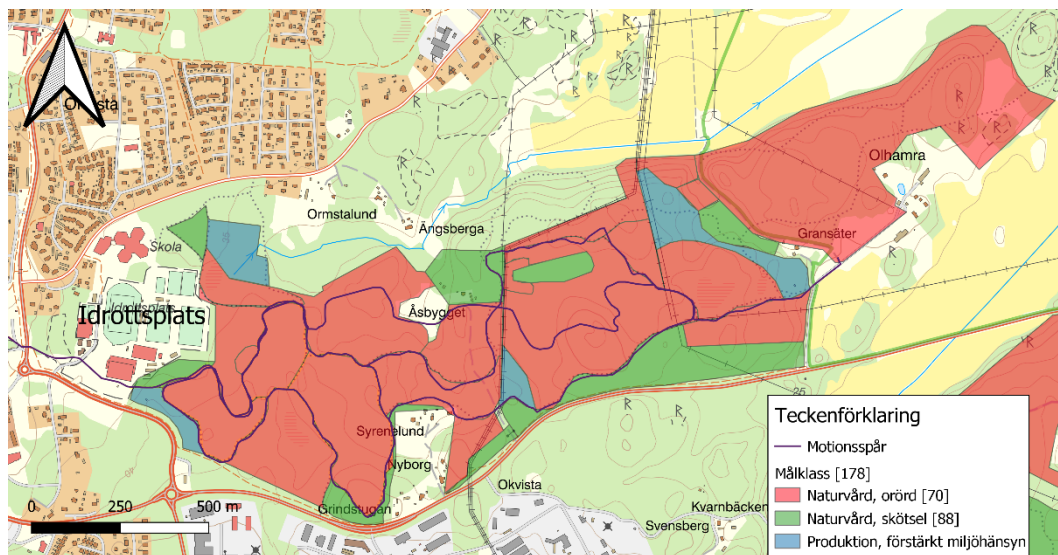 Ormstalund
Ängsberga
Skola
Idrottsplats
Idrottsplats
Åsbygget
Olhamra
Gransäter
Syrenelund
Nyborg
Grindstugan
Okvista
Svensberg
Kvarnbäcken
25
0 250 500 m
Teckenförklaring
Motionsspår
Målklass [178]
Naturvård, orörd [70]
Naturvård, skötsel [88]
Produktion, förstärkt miljöhänsyn